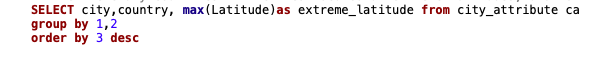 SELECT city,country, max(Latitude)as extreme_latitude from city_attribute ca
group by 1,2
order by 3 desc